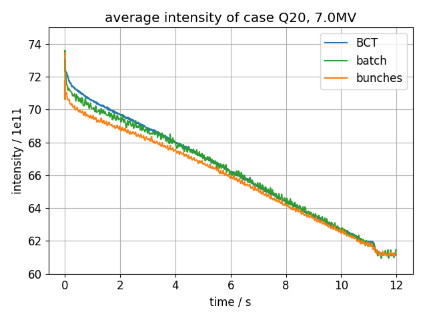 average intensity of case Q20, 7.0MV
BCT
batch
bunches
intensity / 1e11
74
72
70
68
66
64
62
60
0
2
4
6
8
10
12
time / s